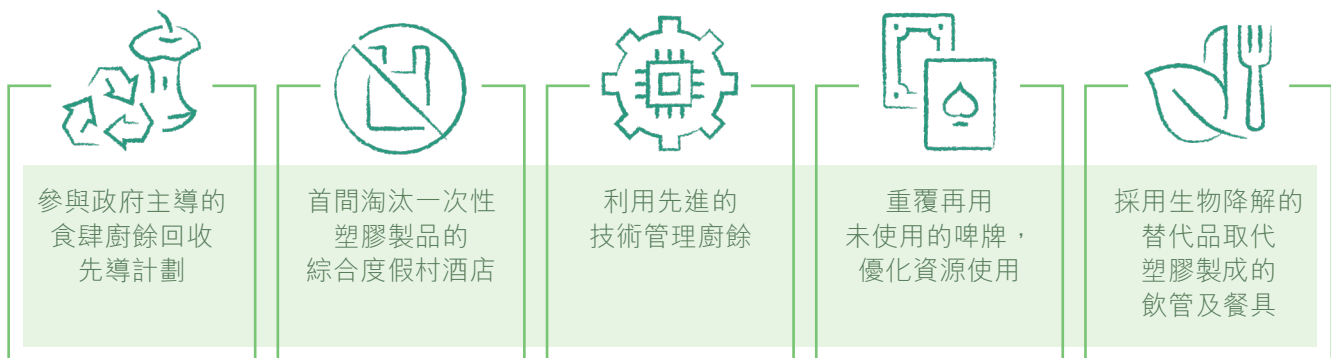 參與政府主導的
食肆廚餘回收
先導計劃
首間淘汰一次性
塑膠製品的
綜合度假村酒店
利用先進的
技術管理廚餘
重覆再用
未使用的啤牌，
優化資源使用
採用生物降解的
替代品取代
塑膠製成的
飲管及餐具